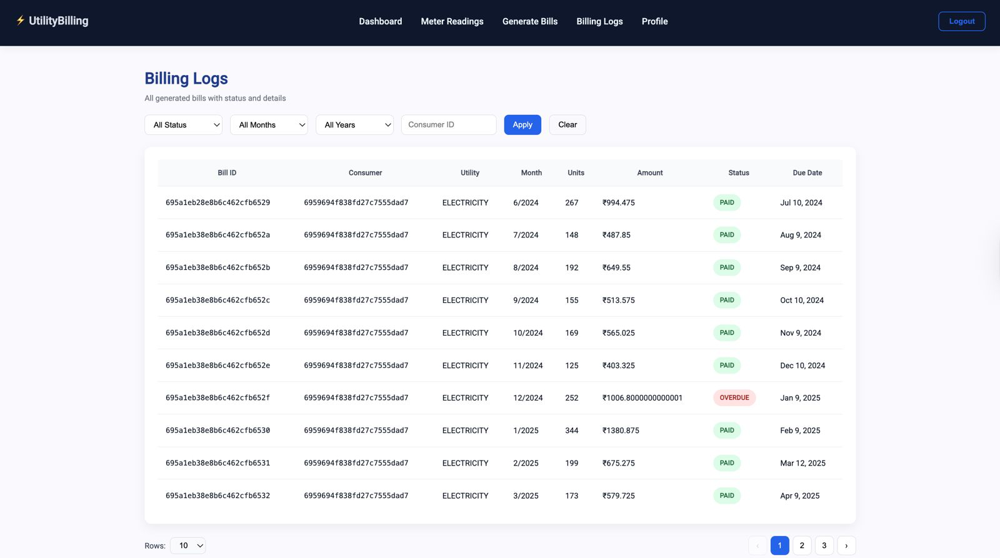 ⚡ UtilityBilling Dashboard Meter Readings Generate Bills Billing Logs Profile Logout
Billing Logs
All generated bills with status and details
All Status All Months All Years Consumer ID Apply Clear
Bill ID Consumer Utility Month Units Amount Status Due Date
695a1eb28e8b6c462cfb6529 6959694f838fd27c7555dad7 ELECTRICITY 6/2024 267 ₹994.475 PAID Jul 10, 2024
695a1eb38e8b6c462cfb652a 6959694f838fd27c7555dad7 ELECTRICITY 7/2024 148 ₹487.85 PAID Aug 9, 2024
695a1eb38e8b6c462cfb652b 6959694f838fd27c7555dad7 ELECTRICITY 8/2024 192 ₹649.55 PAID Sep 9, 2024
695a1eb38e8b6c462cfb652c 6959694f838fd27c7555dad7 ELECTRICITY 9/2024 155 ₹513.575 PAID Oct 10, 2024
695a1eb38e8b6c462cfb652d 6959694f838fd27c7555dad7 ELECTRICITY 10/2024 169 ₹565.025 PAID Nov 9, 2024
695a1eb38e8b6c462cfb652e 6959694f838fd27c7555dad7 ELECTRICITY 11/2024 125 ₹403.325 PAID Dec 10, 2024
695a1eb38e8b6c462cfb652f 6959694f838fd27c7555dad7 ELECTRICITY 12/2024 252 ₹1006.8000000000001 OVERDUE Jan 9, 2025
695a1eb38e8b6c462cfb6530 6959694f838fd27c7555dad7 ELECTRICITY 1/2025 344 ₹1380.875 PAID Feb 9, 2025
695a1eb38e8b6c462cfb6531 6959694f838fd27c7555dad7 ELECTRICITY 2/2025 199 ₹675.275 PAID Mar 12, 2025
695a1eb38e8b6c462cfb6532 6959694f838fd27c7555dad7 ELECTRICITY 3/2025 173 ₹579.725 PAID Apr 9, 2025
Rows: 10 ‹ 1 2 3 ›